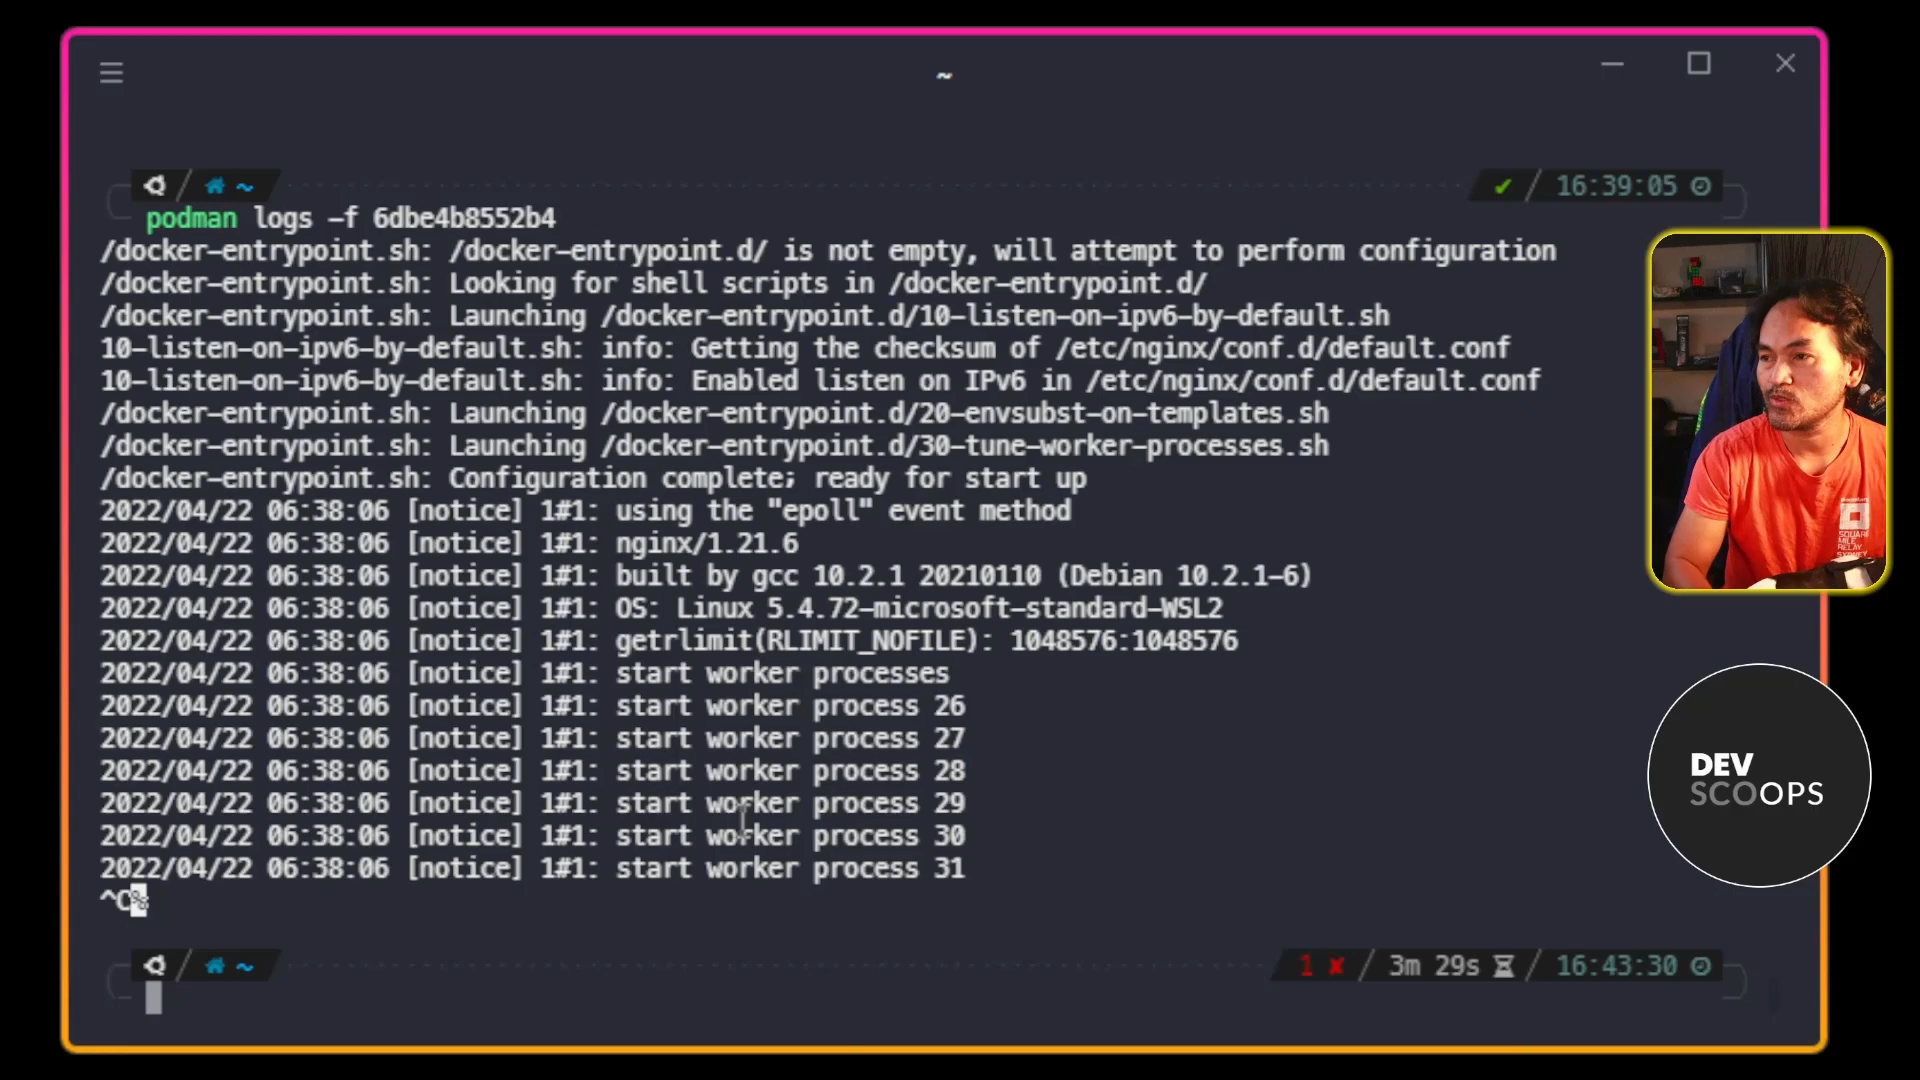 ~
~
✔ 16:39:05
podman logs -f 6dbe4b8552b4
/docker-entrypoint.sh: /docker-entrypoint.d/ is not empty, will attempt to perform configuration
/docker-entrypoint.sh: Looking for shell scripts in /docker-entrypoint.d/
/docker-entrypoint.sh: Launching /docker-entrypoint.d/10-listen-on-ipv6-by-default.sh
10-listen-on-ipv6-by-default.sh: info: Getting the checksum of /etc/nginx/conf.d/default.conf
10-listen-on-ipv6-by-default.sh: info: Enabled listen on IPv6 in /etc/nginx/conf.d/default.conf
/docker-entrypoint.sh: Launching /docker-entrypoint.d/20-envsubst-on-templates.sh
/docker-entrypoint.sh: Launching /docker-entrypoint.d/30-tune-worker-processes.sh
/docker-entrypoint.sh: Configuration complete; ready for start up
2022/04/22 06:38:06 [notice] 1#1: using the "epoll" event method
2022/04/22 06:38:06 [notice] 1#1: nginx/1.21.6
2022/04/22 06:38:06 [notice] 1#1: built by gcc 10.2.1 20210110 (Debian 10.2.1-6)
2022/04/22 06:38:06 [notice] 1#1: OS: Linux 5.4.72-microsoft-standard-WSL2
2022/04/22 06:38:06 [notice] 1#1: getrlimit(RLIMIT_NOFILE): 1048576:1048576
2022/04/22 06:38:06 [notice] 1#1: start worker processes
2022/04/22 06:38:06 [notice] 1#1: start worker process 26
2022/04/22 06:38:06 [notice] 1#1: start worker process 27
2022/04/22 06:38:06 [notice] 1#1: start worker process 28
2022/04/22 06:38:06 [notice] 1#1: start worker process 29
2022/04/22 06:38:06 [notice] 1#1: start worker process 30
2022/04/22 06:38:06 [notice] 1#1: start worker process 31
^C%
~
1 ✘ 3m 29s 16:43:30
SQUARE
MILE
RELAY
SYDNEY
DEV
SCOOPS